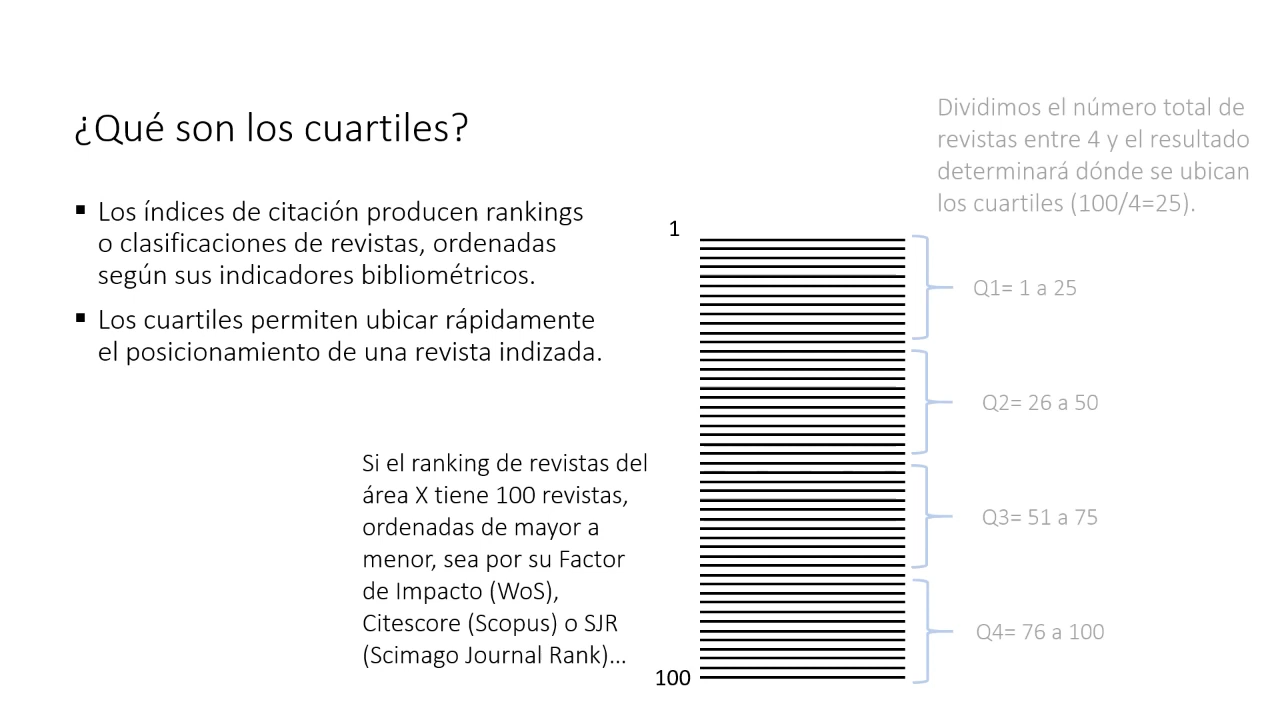 ¿Qué son los cuartiles?
▪ Los índices de citación producen rankings
o clasificaciones de revistas, ordenadas
según sus indicadores bibliométricos.
▪ Los cuartiles permiten ubicar rápidamente
el posicionamiento de una revista indizada.
Si el ranking de revistas del
área X tiene 100 revistas,
ordenadas de mayor a
menor, sea por su Factor
de Impacto (WoS),
Citescore (Scopus) o SJR
(Scimago Journal Rank)...
1
100
Dividimos el número total de
revistas entre 4 y el resultado
determinará dónde se ubican
los cuartiles (100/4=25).
Q1= 1 a 25
Q2= 26 a 50
Q3= 51 a 75
Q4= 76 a 100